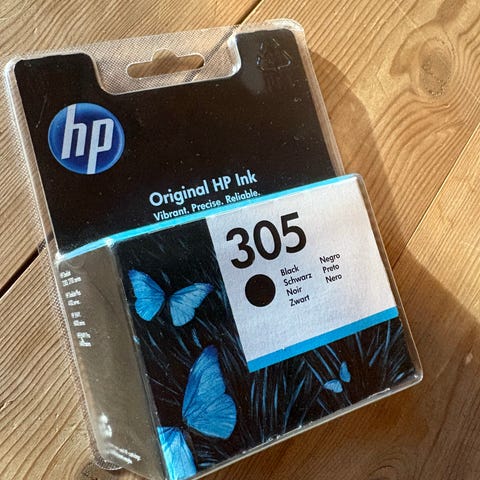 hp
Original HP Ink
Vibrant. Precise. Reliable.
305
Black Negro
Schwarz Preto
Noir Nero
Zwart